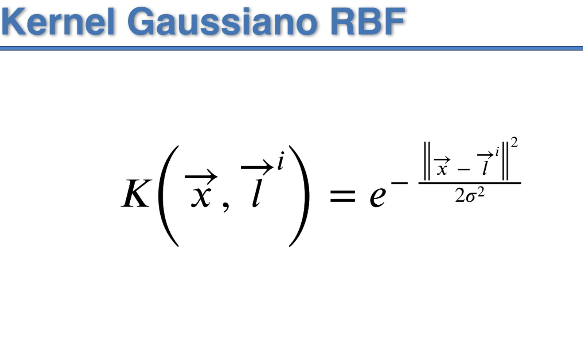 Kernel Gaussiano RBF
K(x⃗, l⃗ⁱ) = e^(−‖x⃗ − l⃗ⁱ‖² / 2σ²)